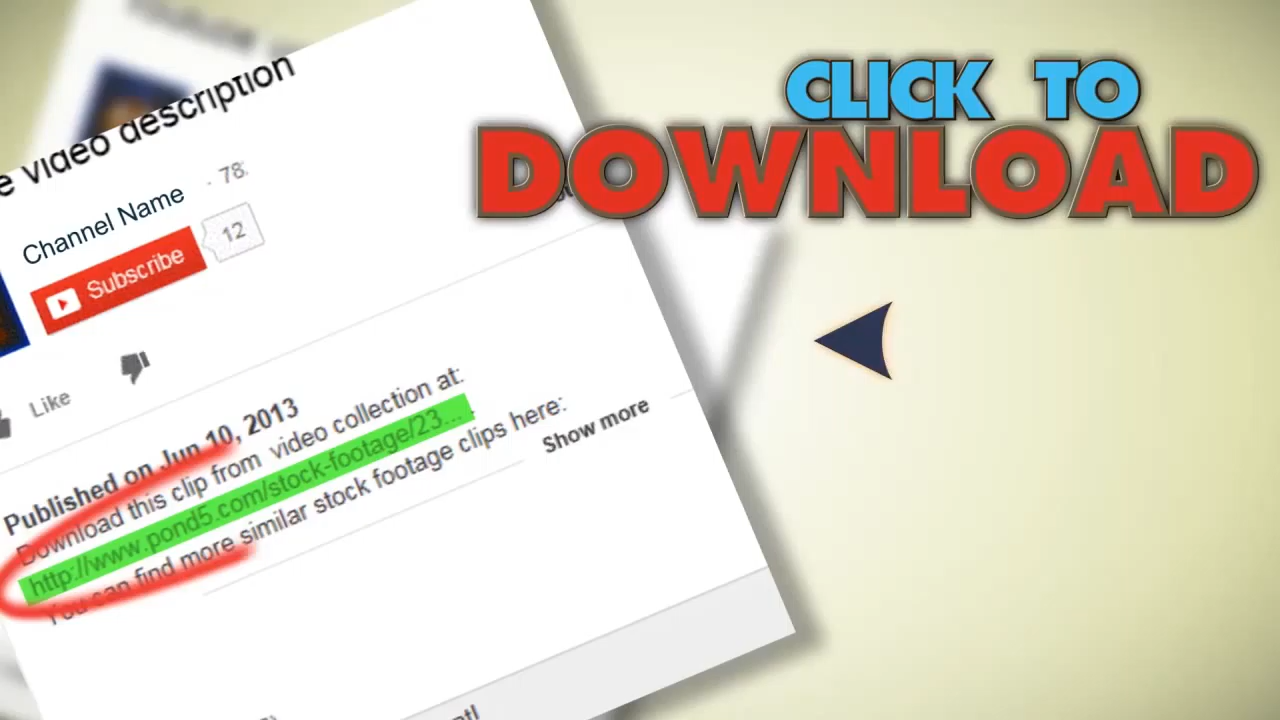 CLICK TO
DOWNLOAD
e video description
Channel Name
Subscribe
12
Like
Published on Jun 10, 2013
Download this clip from video collection at:
http://www.pond5.com/stock-footage/23...
You can find more similar stock footage clips here:
Show more